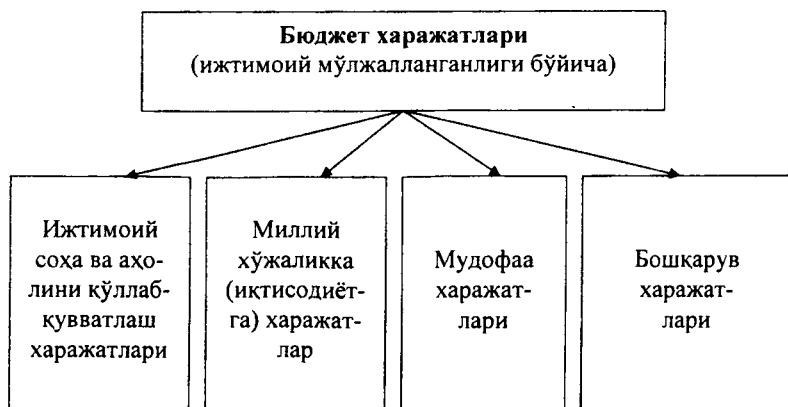 Бюджет харажатлари
(ижтимоий мўлжалланганлиги бўйича)
Ижтимоий
соҳа ва аҳо-
лини қўллаб-
қувватлаш
харажатлари
Миллий
хўжаликка
(иқтисодиёт-
га) харажат-
лар
Мудофаа
харажат-
лари
Бошқарув
харажат-
лари